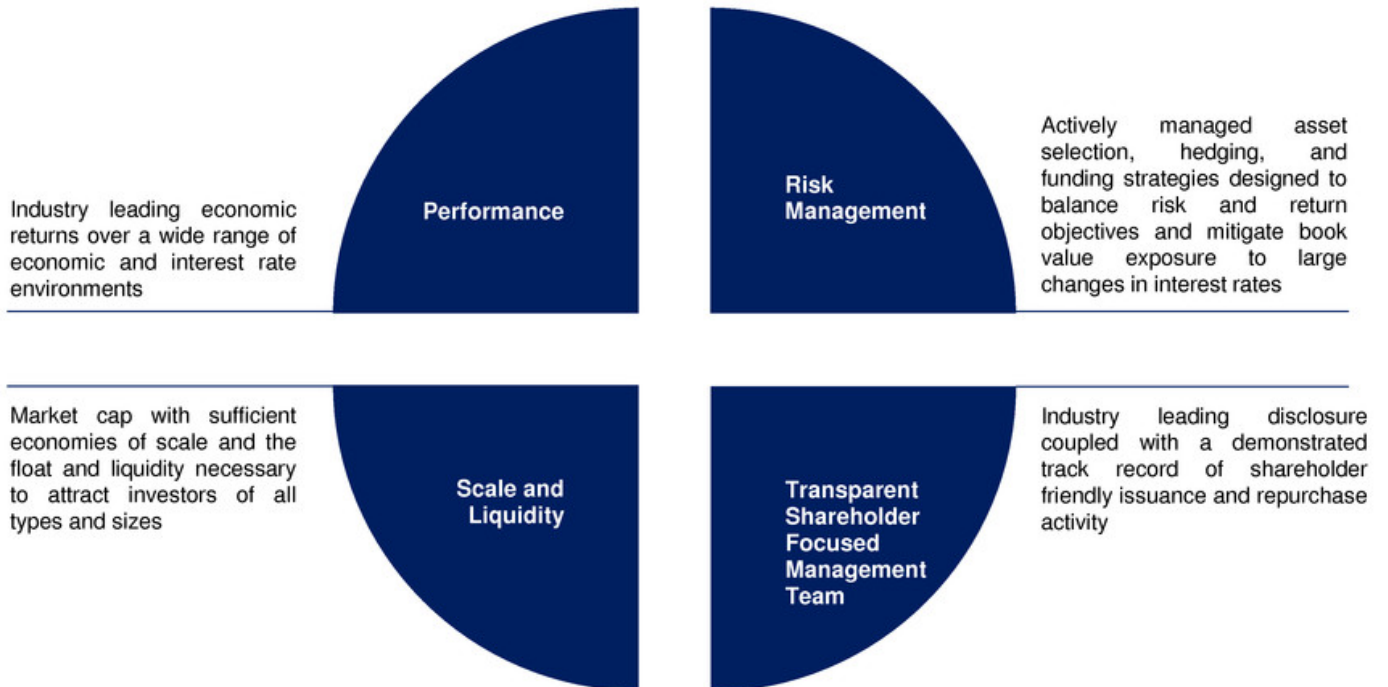 Industry leading economic
returns over a wide range of
economic and interest rate
environments
Performance
Risk
Management
Actively managed asset
selection, hedging, and
funding strategies designed to
balance risk and return
objectives and mitigate book
value exposure to large
changes in interest rates
Market cap with sufficient
economies of scale and the
float and liquidity necessary
to attract investors of all
types and sizes
Scale and
Liquidity
Transparent
Shareholder
Focused
Management
Team
Industry leading disclosure
coupled with a demonstrated
track record of shareholder
friendly issuance and repurchase
activity